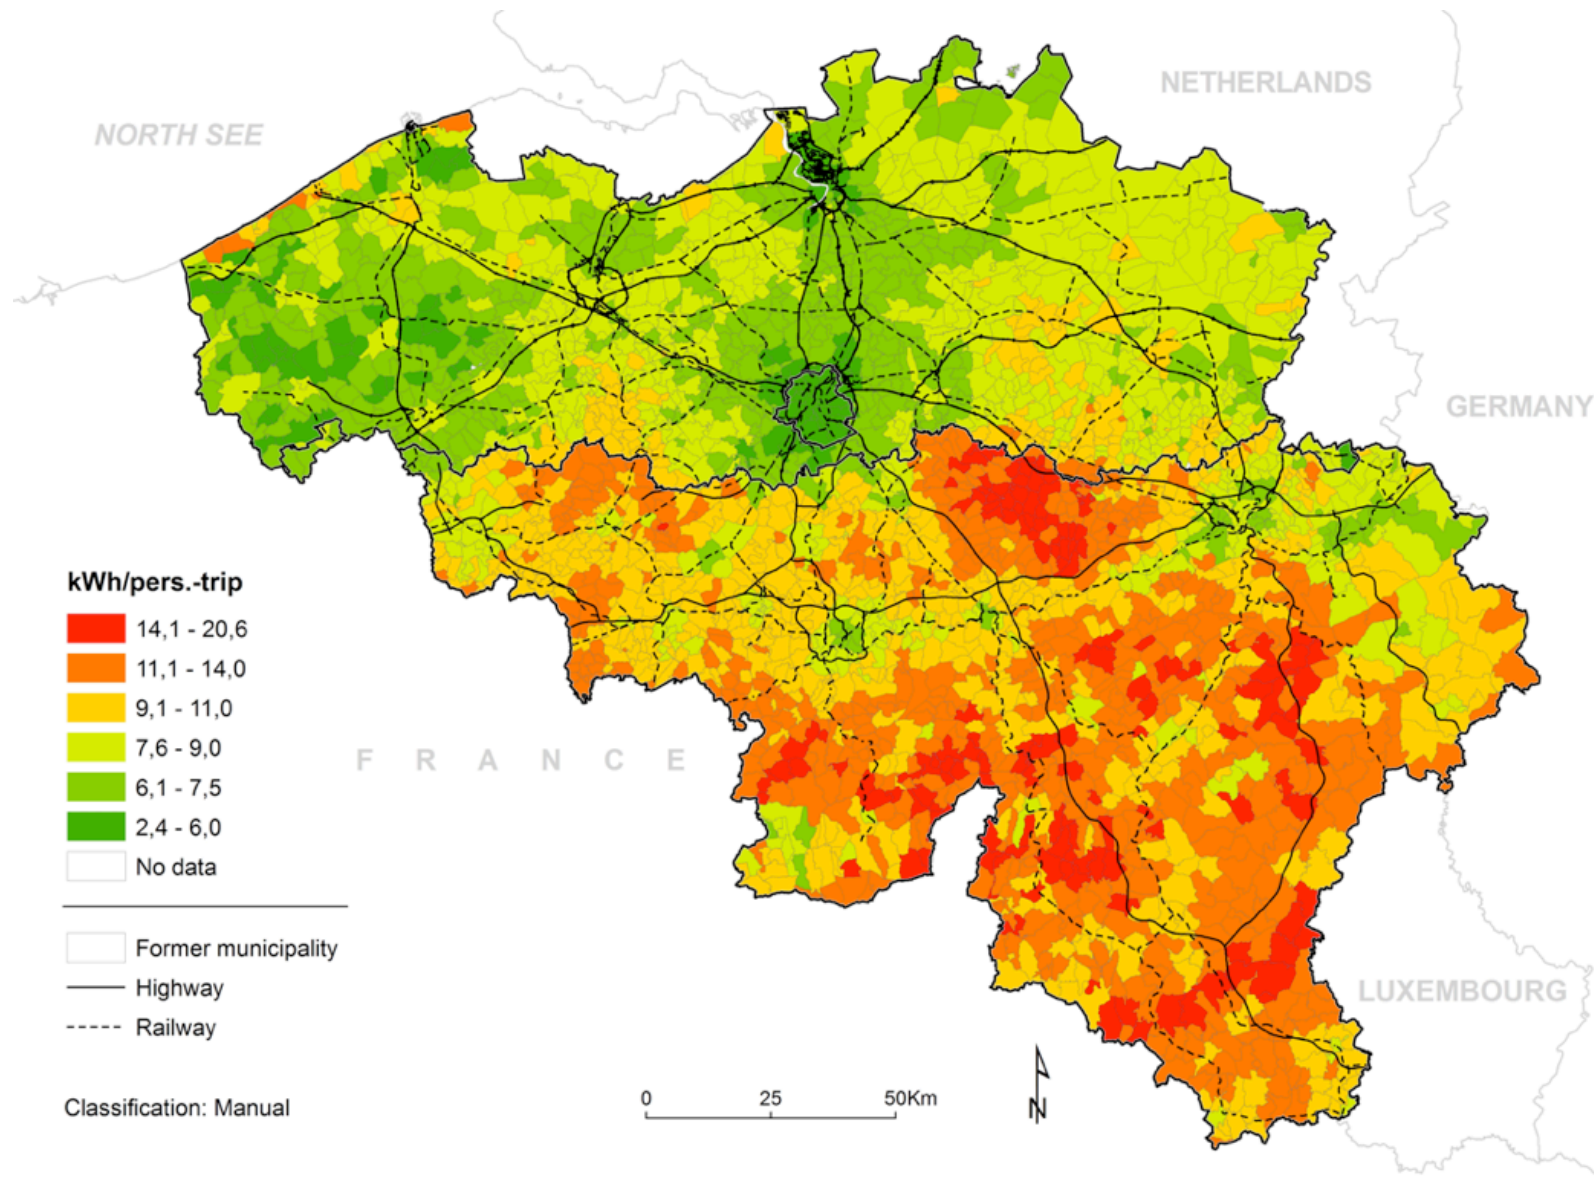 NETHERLANDS
NORTH SEE
GERMANY
kWh/pers.-trip
14,1 - 20,6
11,1 - 14,0
9,1 - 11,0
7,6 - 9,0
6,1 - 7,5
2,4 - 6,0
No data
FRANCE
Former municipality
Highway
Railway
LUXEMBOURG
Classification: Manual
0 25 50Km
N